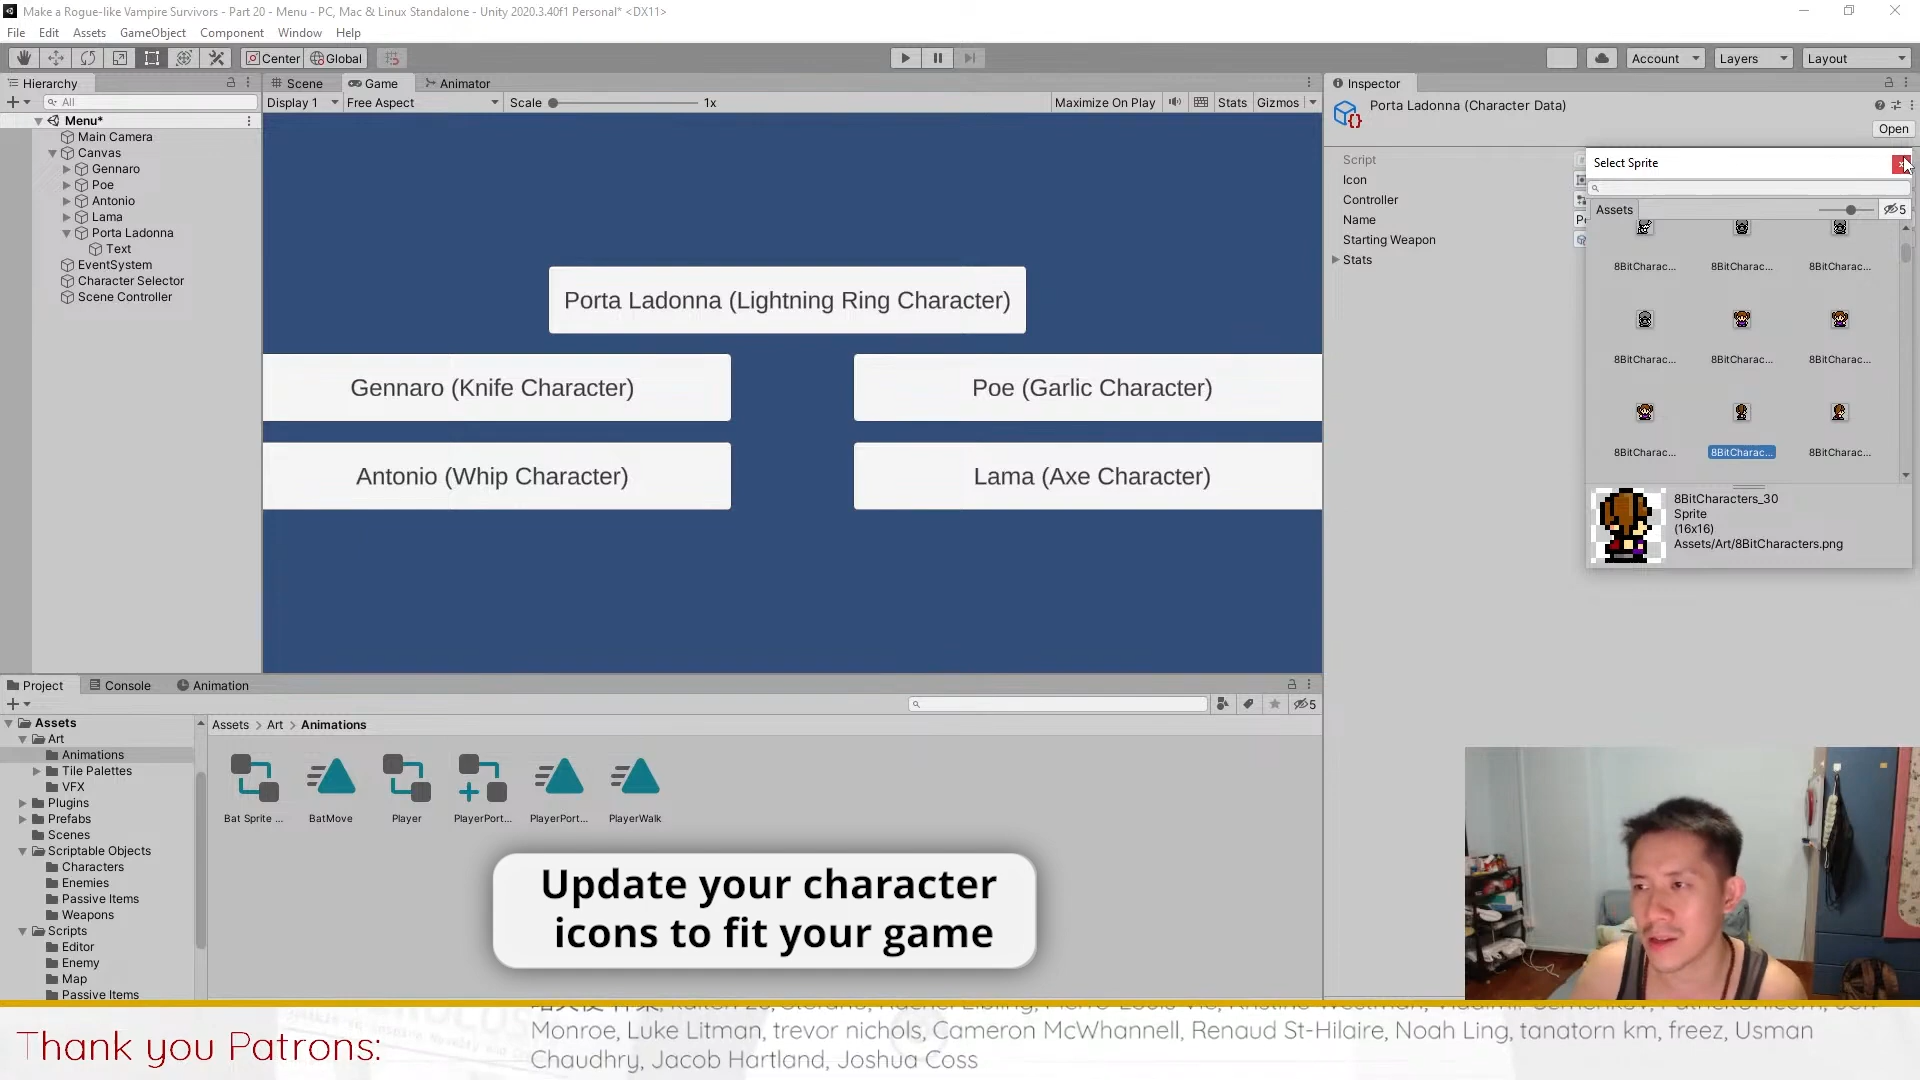 Make a Rogue-like Vampire Survivors - Part 20 - Menu - PC, Mac & Linux Standalone - Unity 2020.3.40f1 Personal* <DX11>
File Edit Assets GameObject Component Window Help
Center Global Account Layers Layout
Hierarchy
Scene Game Animator
Inspector
All
Display 1 Free Aspect Scale 1x Maximize On Play Stats Gizmos
Porta Ladonna (Character Data)
Open
Menu*
Main Camera
Canvas
Gennaro
Poe
Antonio
Lama
Porta Ladonna
Text
EventSystem
Character Selector
Scene Controller
Porta Ladonna (Lightning Ring Character)
Gennaro (Knife Character)
Poe (Garlic Character)
Antonio (Whip Character)
Lama (Axe Character)
Script
Icon
Controller
Name
Starting Weapon
Stats
Select Sprite
Assets 5
8BitCharac... 8BitCharac... 8BitCharac...
8BitCharac... 8BitCharac... 8BitCharac...
8BitCharac... 8BitCharac... 8BitCharac...
8BitCharacters_30
Sprite
(16x16)
Assets/Art/8BitCharacters.png
Project Console Animation
5
Assets
Art
Animations
Tile Palettes
VFX
Plugins
Prefabs
Scenes
Scriptable Objects
Characters
Enemies
Passive Items
Weapons
Scripts
Editor
Enemy
Map
Passive Items
Assets > Art > Animations
Bat Sprite ... BatMove Player PlayerPort... PlayerPort... PlayerWalk
Update your character
icons to fit your game
Thank you Patrons:
Monroe, Luke Litman, trevor nichols, Cameron McWhannell, Renaud St-Hilaire, Noah Ling, tanatorn km, freez, Usman
Chaudhry, Jacob Hartland, Joshua Coss